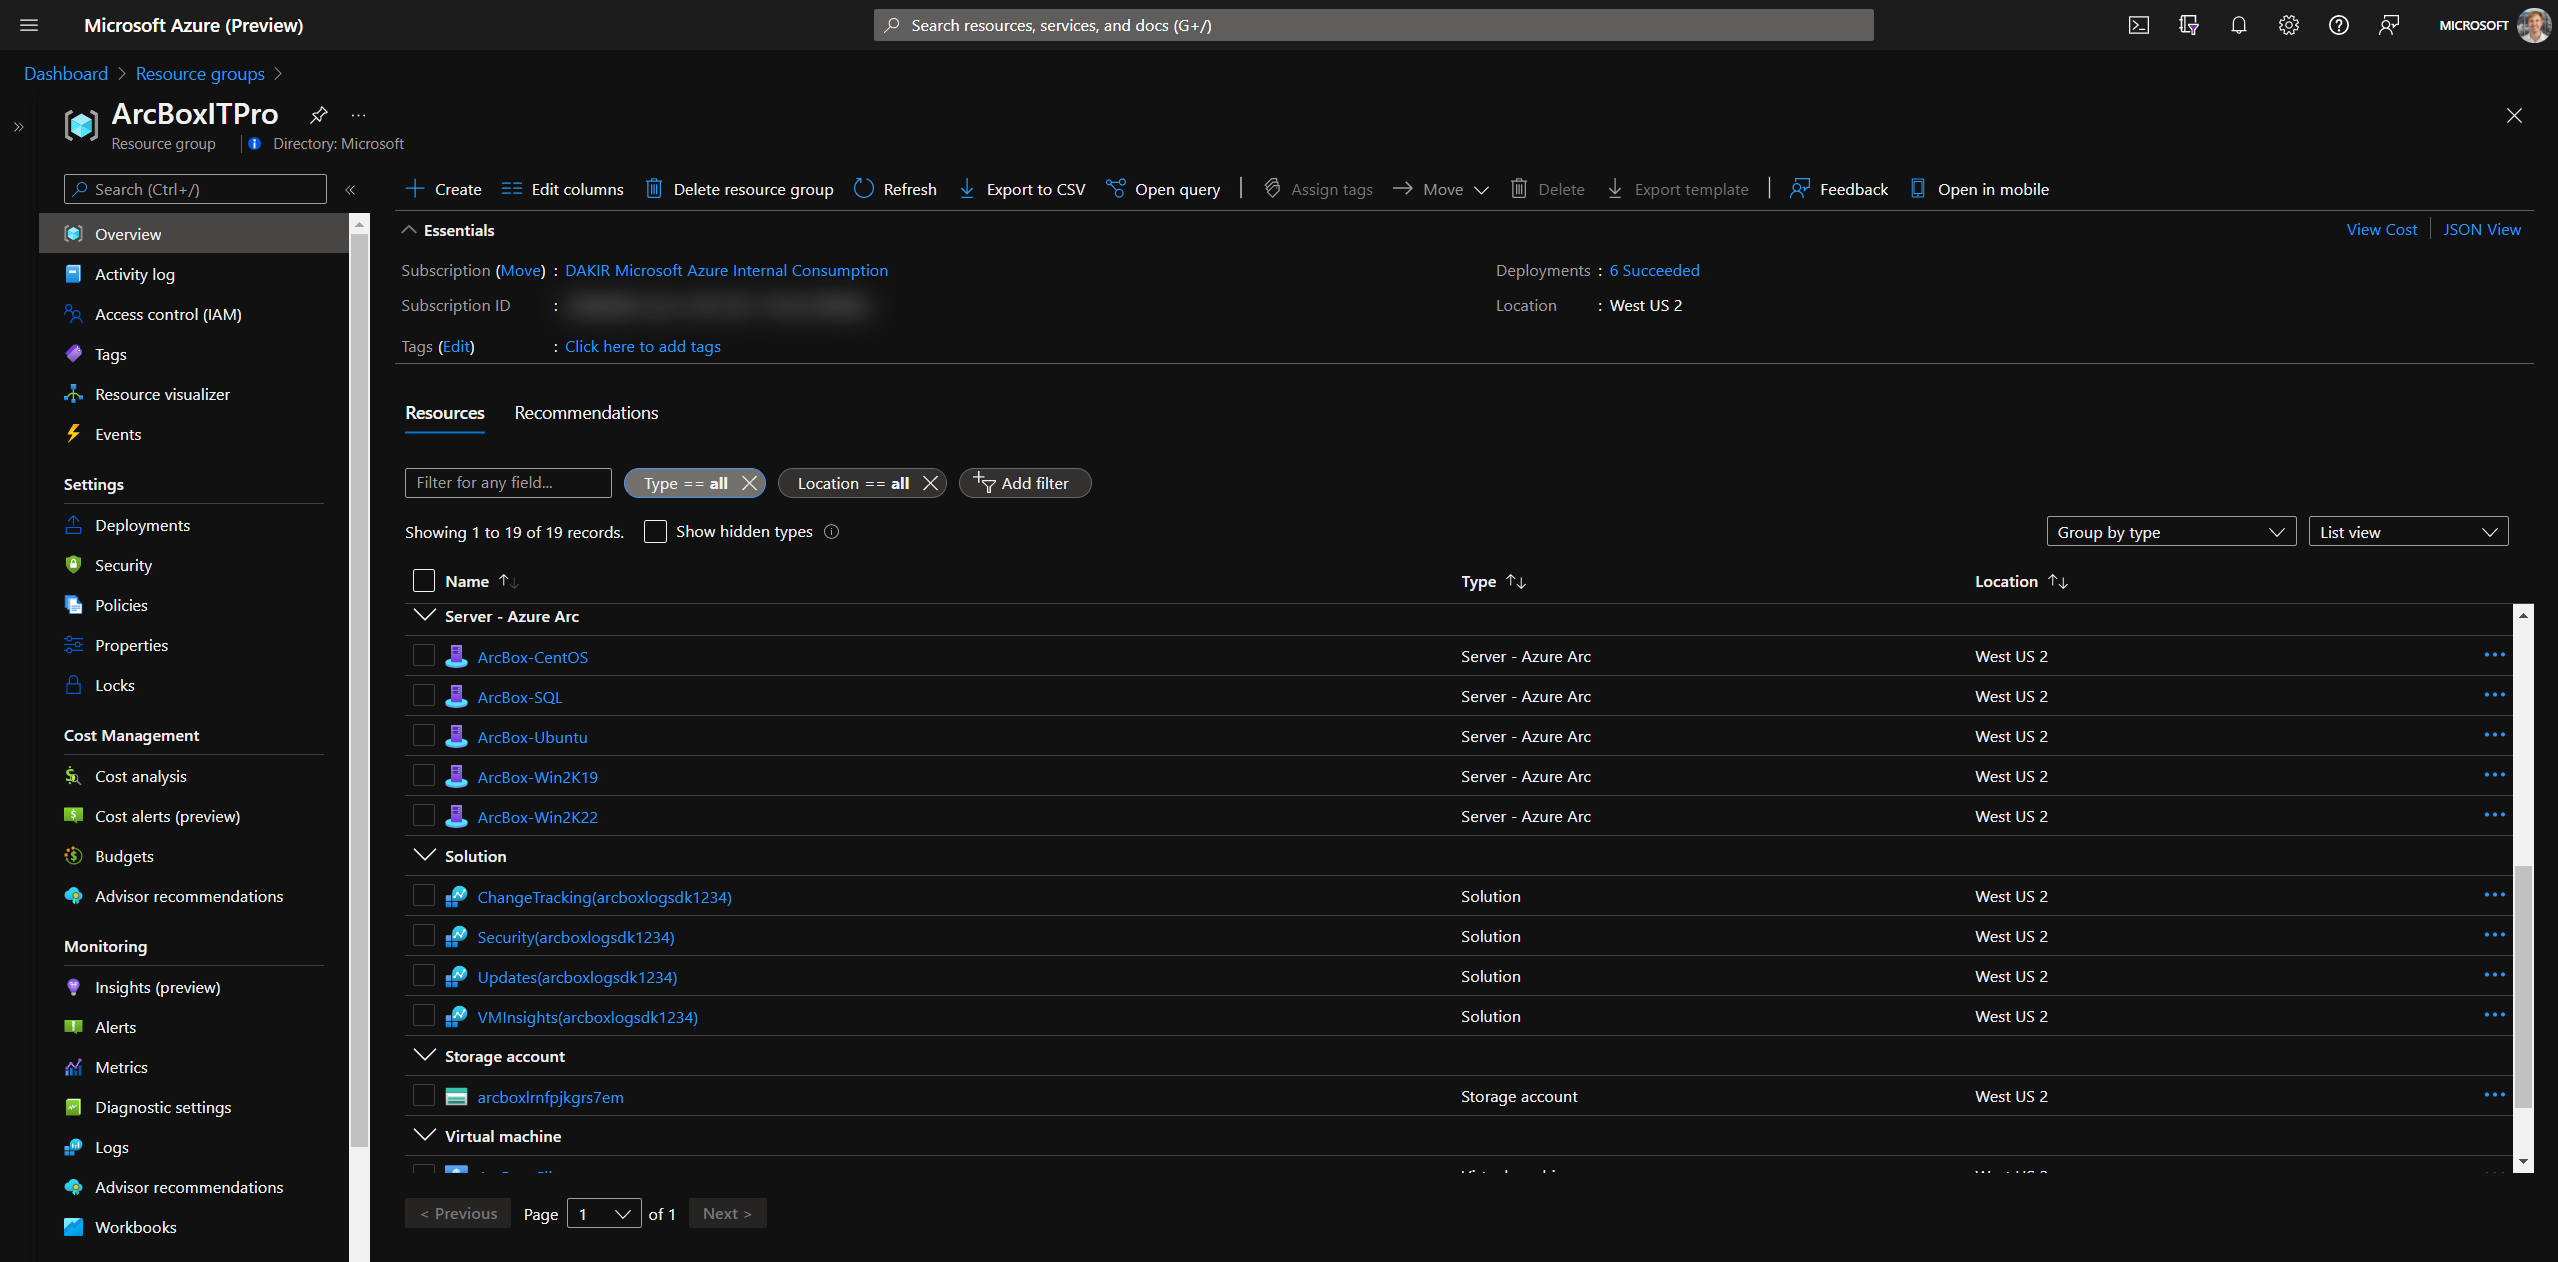 Microsoft Azure (Preview)
Search resources, services, and docs (G+/)
MICROSOFT
Dashboard > Resource groups >
ArcBoxITPro
Resource group
Directory: Microsoft
Search (Ctrl+/)
Overview
Activity log
Access control (IAM)
Tags
Resource visualizer
Events
Settings
Deployments
Security
Policies
Properties
Locks
Cost Management
Cost analysis
Cost alerts (preview)
Budgets
Advisor recommendations
Monitoring
Insights (preview)
Alerts
Metrics
Diagnostic settings
Logs
Advisor recommendations
Workbooks
Create Edit columns Delete resource group Refresh Export to CSV Open query Assign tags Move Delete Export template Feedback Open in mobile
Essentials
View Cost JSON View
Subscription (Move) : DAKIR Microsoft Azure Internal Consumption
Deployments : 6 Succeeded
Subscription ID :
Location : West US 2
Tags (Edit) : Click here to add tags
Resources Recommendations
Filter for any field... Type == all Location == all Add filter
Showing 1 to 19 of 19 records. Show hidden types
Group by type List view
Name Type Location
Server - Azure Arc
ArcBox-CentOS Server - Azure Arc West US 2
ArcBox-SQL Server - Azure Arc West US 2
ArcBox-Ubuntu Server - Azure Arc West US 2
ArcBox-Win2K19 Server - Azure Arc West US 2
ArcBox-Win2K22 Server - Azure Arc West US 2
Solution
ChangeTracking(arcboxlogsdk1234) Solution West US 2
Security(arcboxlogsdk1234) Solution West US 2
Updates(arcboxlogsdk1234) Solution West US 2
VMInsights(arcboxlogsdk1234) Solution West US 2
Storage account
arcboxlrnfpjkgrs7em Storage account West US 2
Virtual machine
< Previous Page 1 of 1 Next >